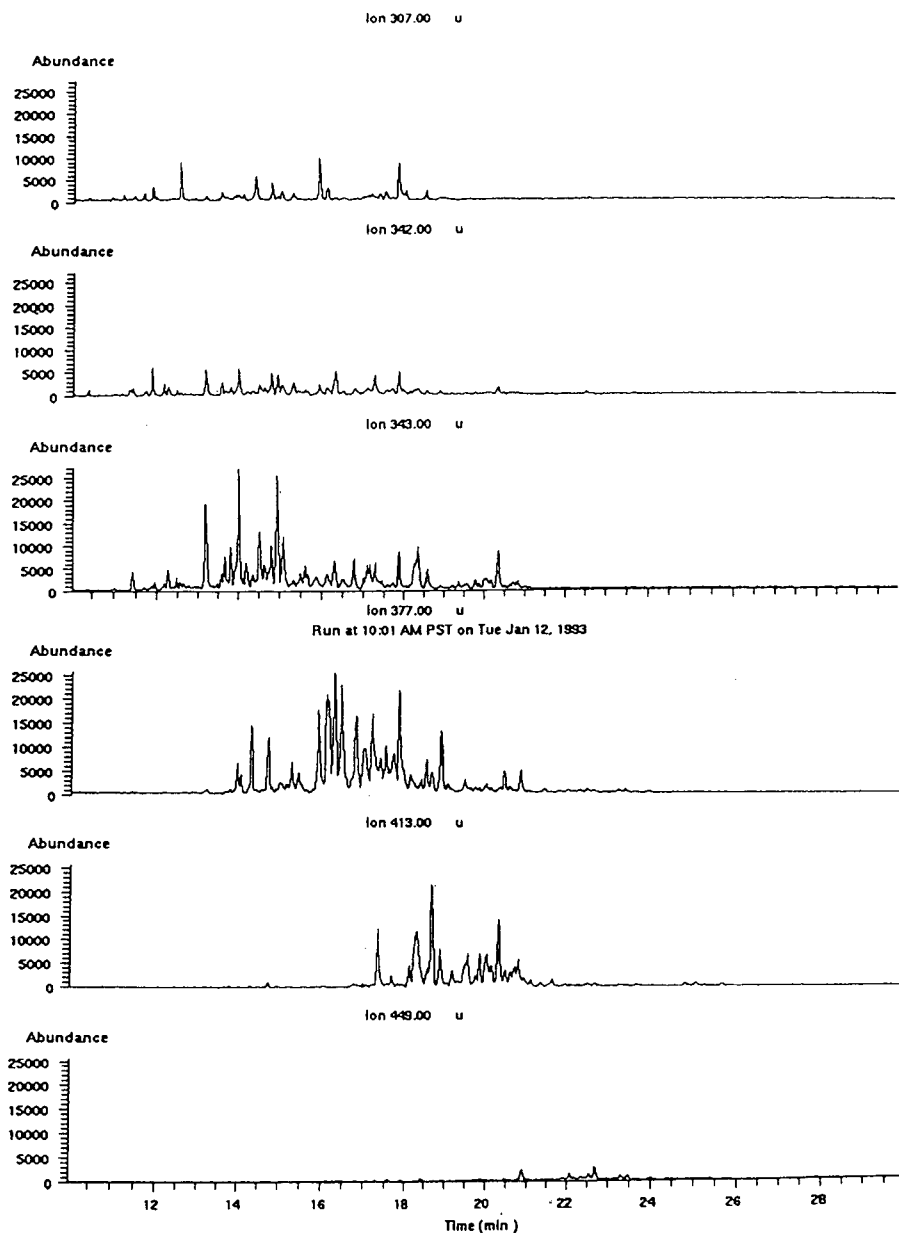 Ion 307.00 u
Abundance
25000
20000
15000
10000
5000
0
Ion 342.00 u
Abundance
25000
20000
15000
10000
5000
0
Ion 343.00 u
Abundance
25000
20000
15000
10000
5000
0
Ion 377.00 u
Run at 10:01 AM PST on Tue Jan 12, 1993
Abundance
25000
20000
15000
10000
5000
0
Ion 413.00 u
Abundance
25000
20000
15000
10000
5000
0
Ion 449.00 u
Abundance
25000
20000
15000
10000
5000
0
12 14 16 18 20 22 24 26 28
Time (min )